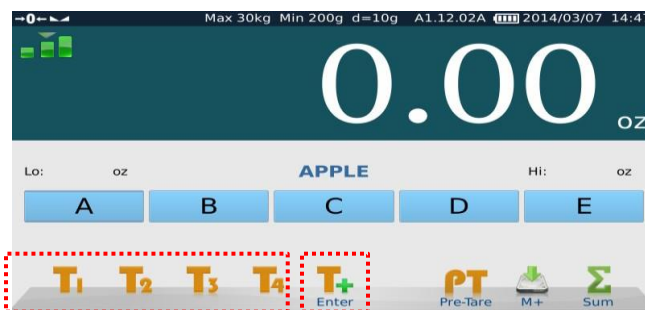 →0← Max 30kg Min 200g d=10g A1.12.02A 2014/03/07 14:47
0.00 oz
Lo: oz APPLE Hi: oz
A B C D E
T1 T2 T3 T4 T+ PT Σ
Enter Pre-Tare M+ Sum